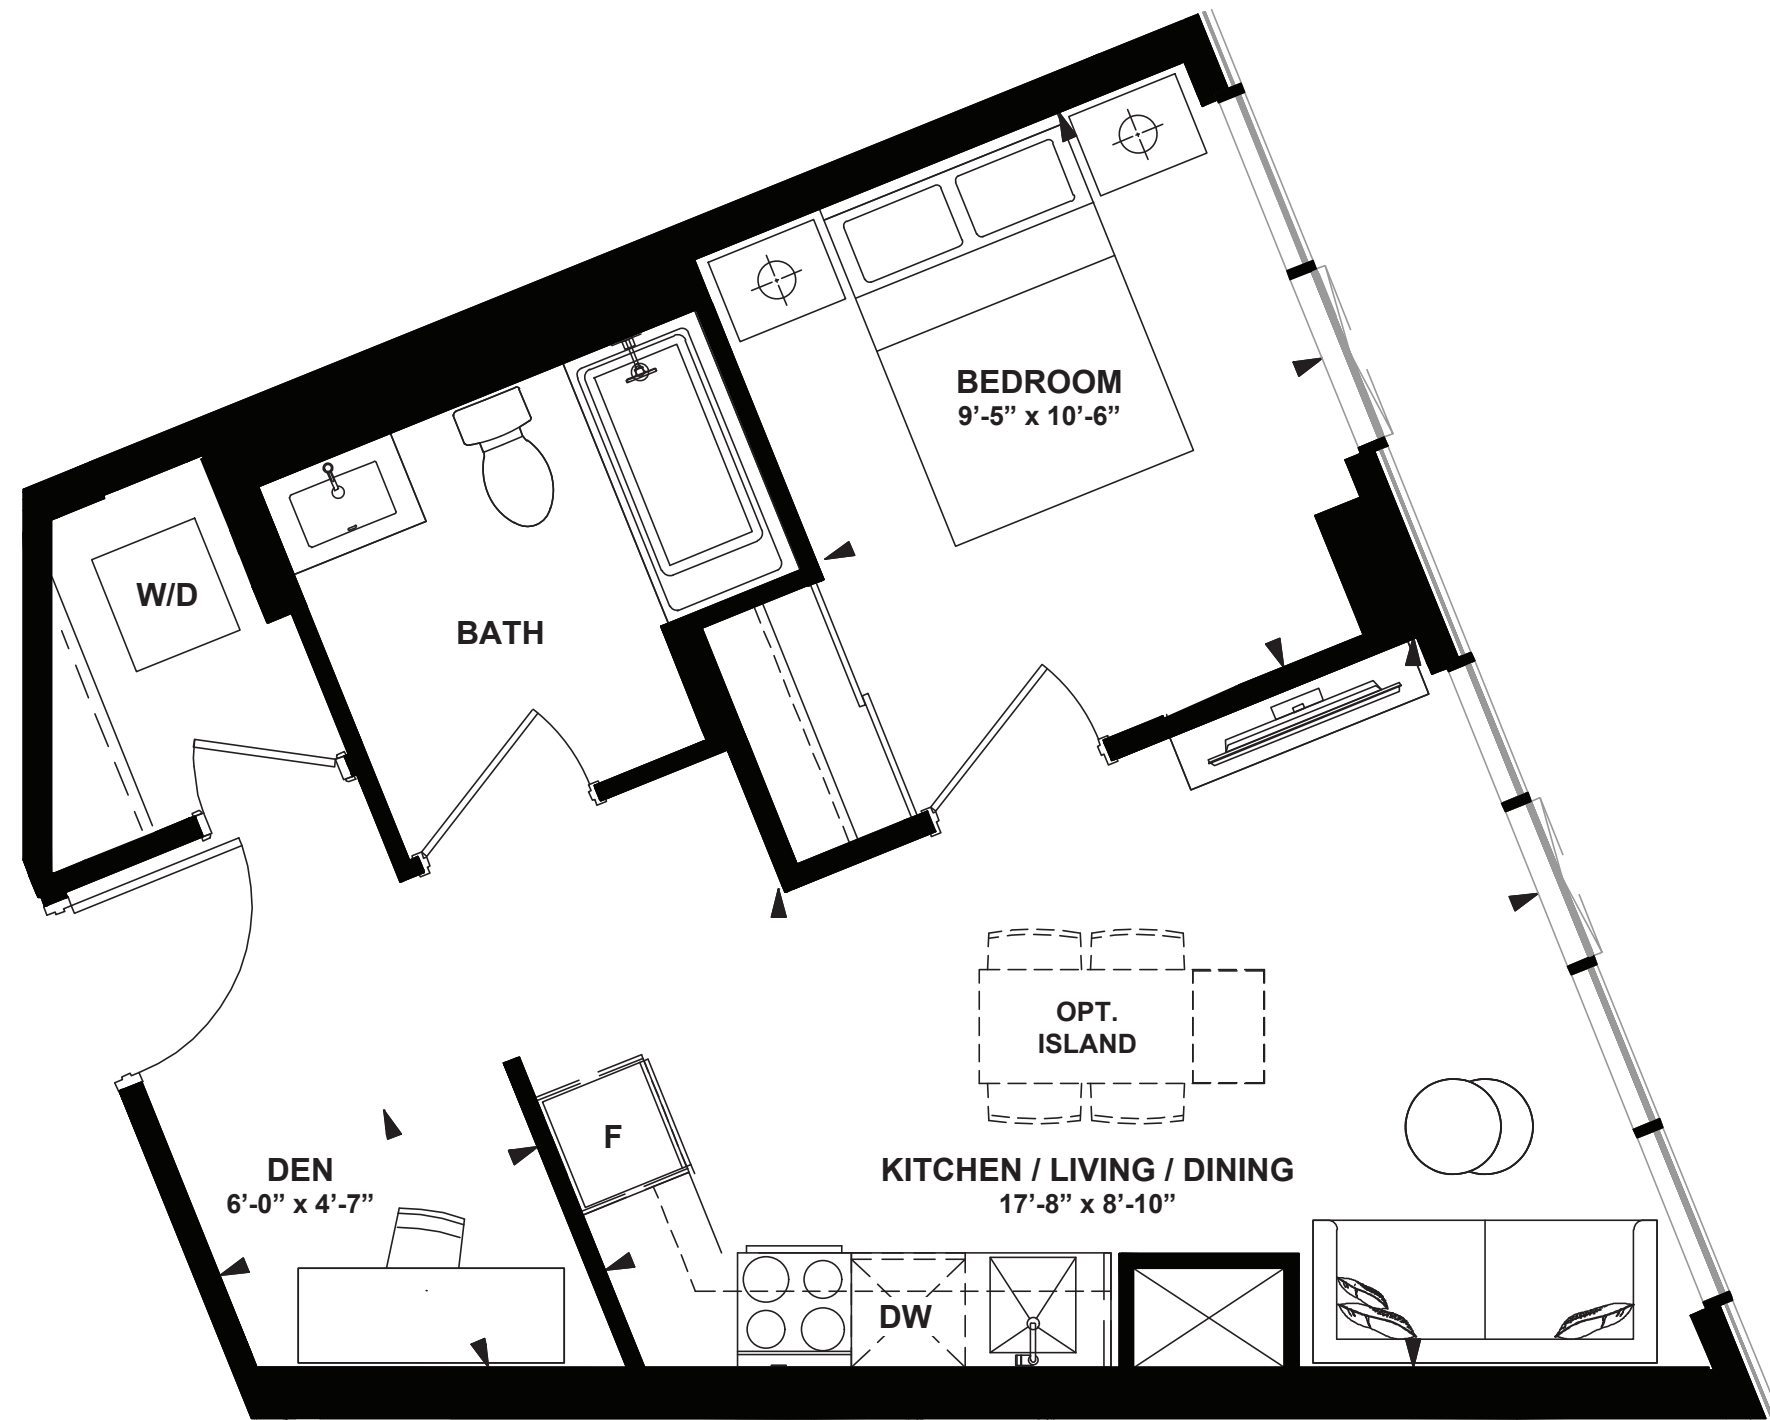 BEDROOM
9’-5” x 10’-6”
W/D
BATH
OPT.
ISLAND
F
DEN
6’-0” x 4’-7”
KITCHEN / LIVING / DINING
17’-8” x 8’-10”
DW